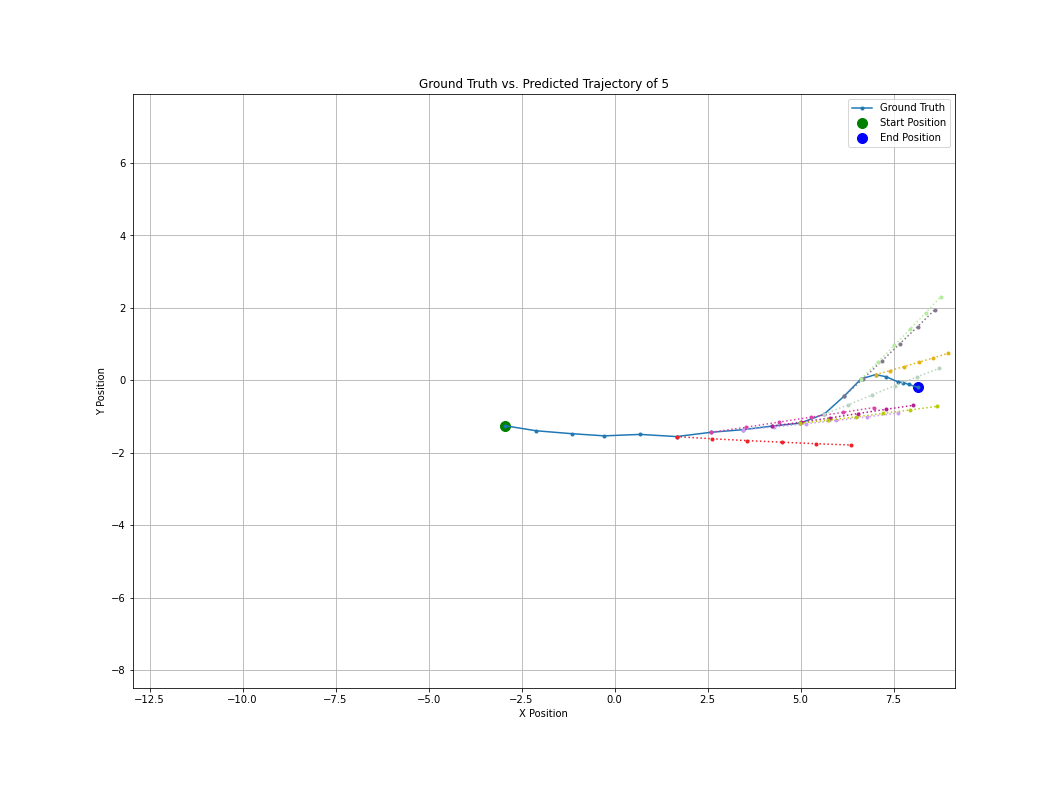 Ground Truth vs. Predicted Trajectory of 5
Ground Truth
Start Position
End Position
6
4
2
0
−2
−4
−6
−8
Y Position
−12.5 −10.0 −7.5 −5.0 −2.5 0.0 2.5 5.0 7.5
X Position